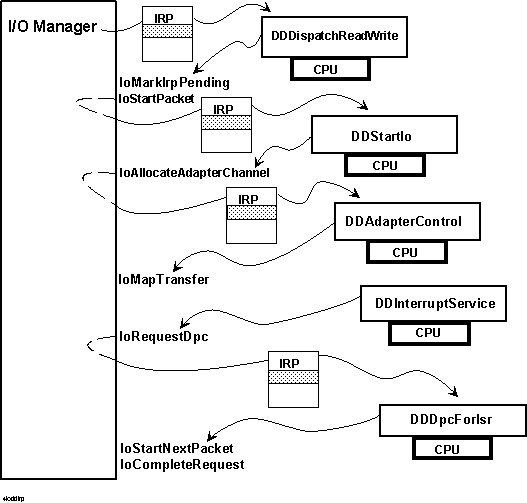 I/O Manager
IRP
DDDispatchReadWrite
CPU
IoMarkIrpPending
IoStartPacket
IRP
DDStartIo
CPU
IoAllocateAdapterChannel
IRP
DDAdapterControl
CPU
IoMapTransfer
DDInterruptService
CPU
IoRequestDpc
IRP
DDDpcForIsr
CPU
IoStartNextPacket
IoCompleteRequest